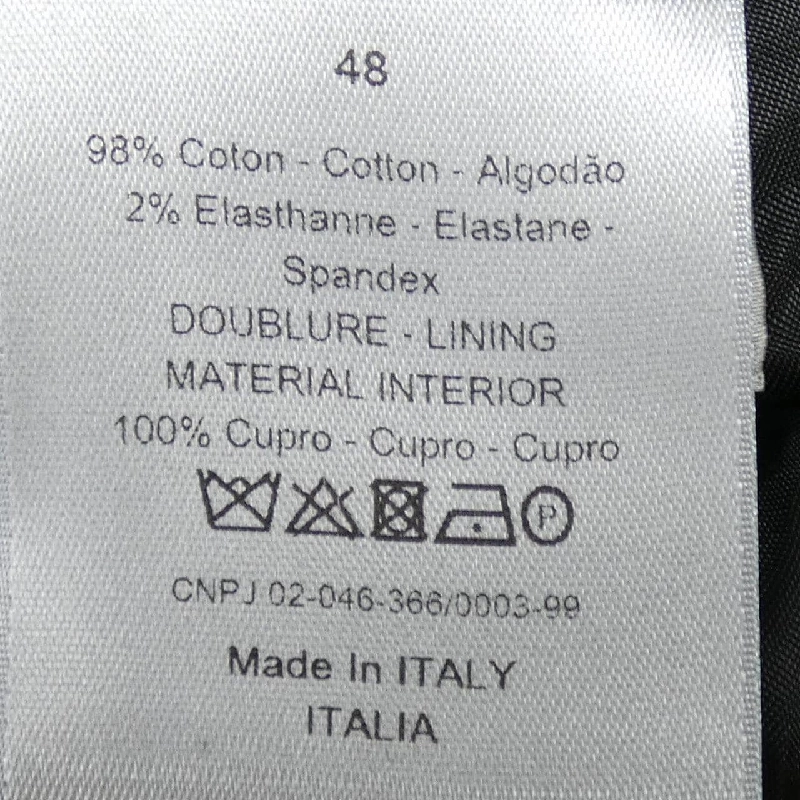 48
98% Coton - Cotton - Algodão
2% Elasthanne - Elastane -
Spandex
DOUBLURE - LINING
MATERIAL INTERIOR
100% Cupro - Cupro - Cupro
P
CNPJ 02-046-366/0003-99
Made In ITALY
ITALIA